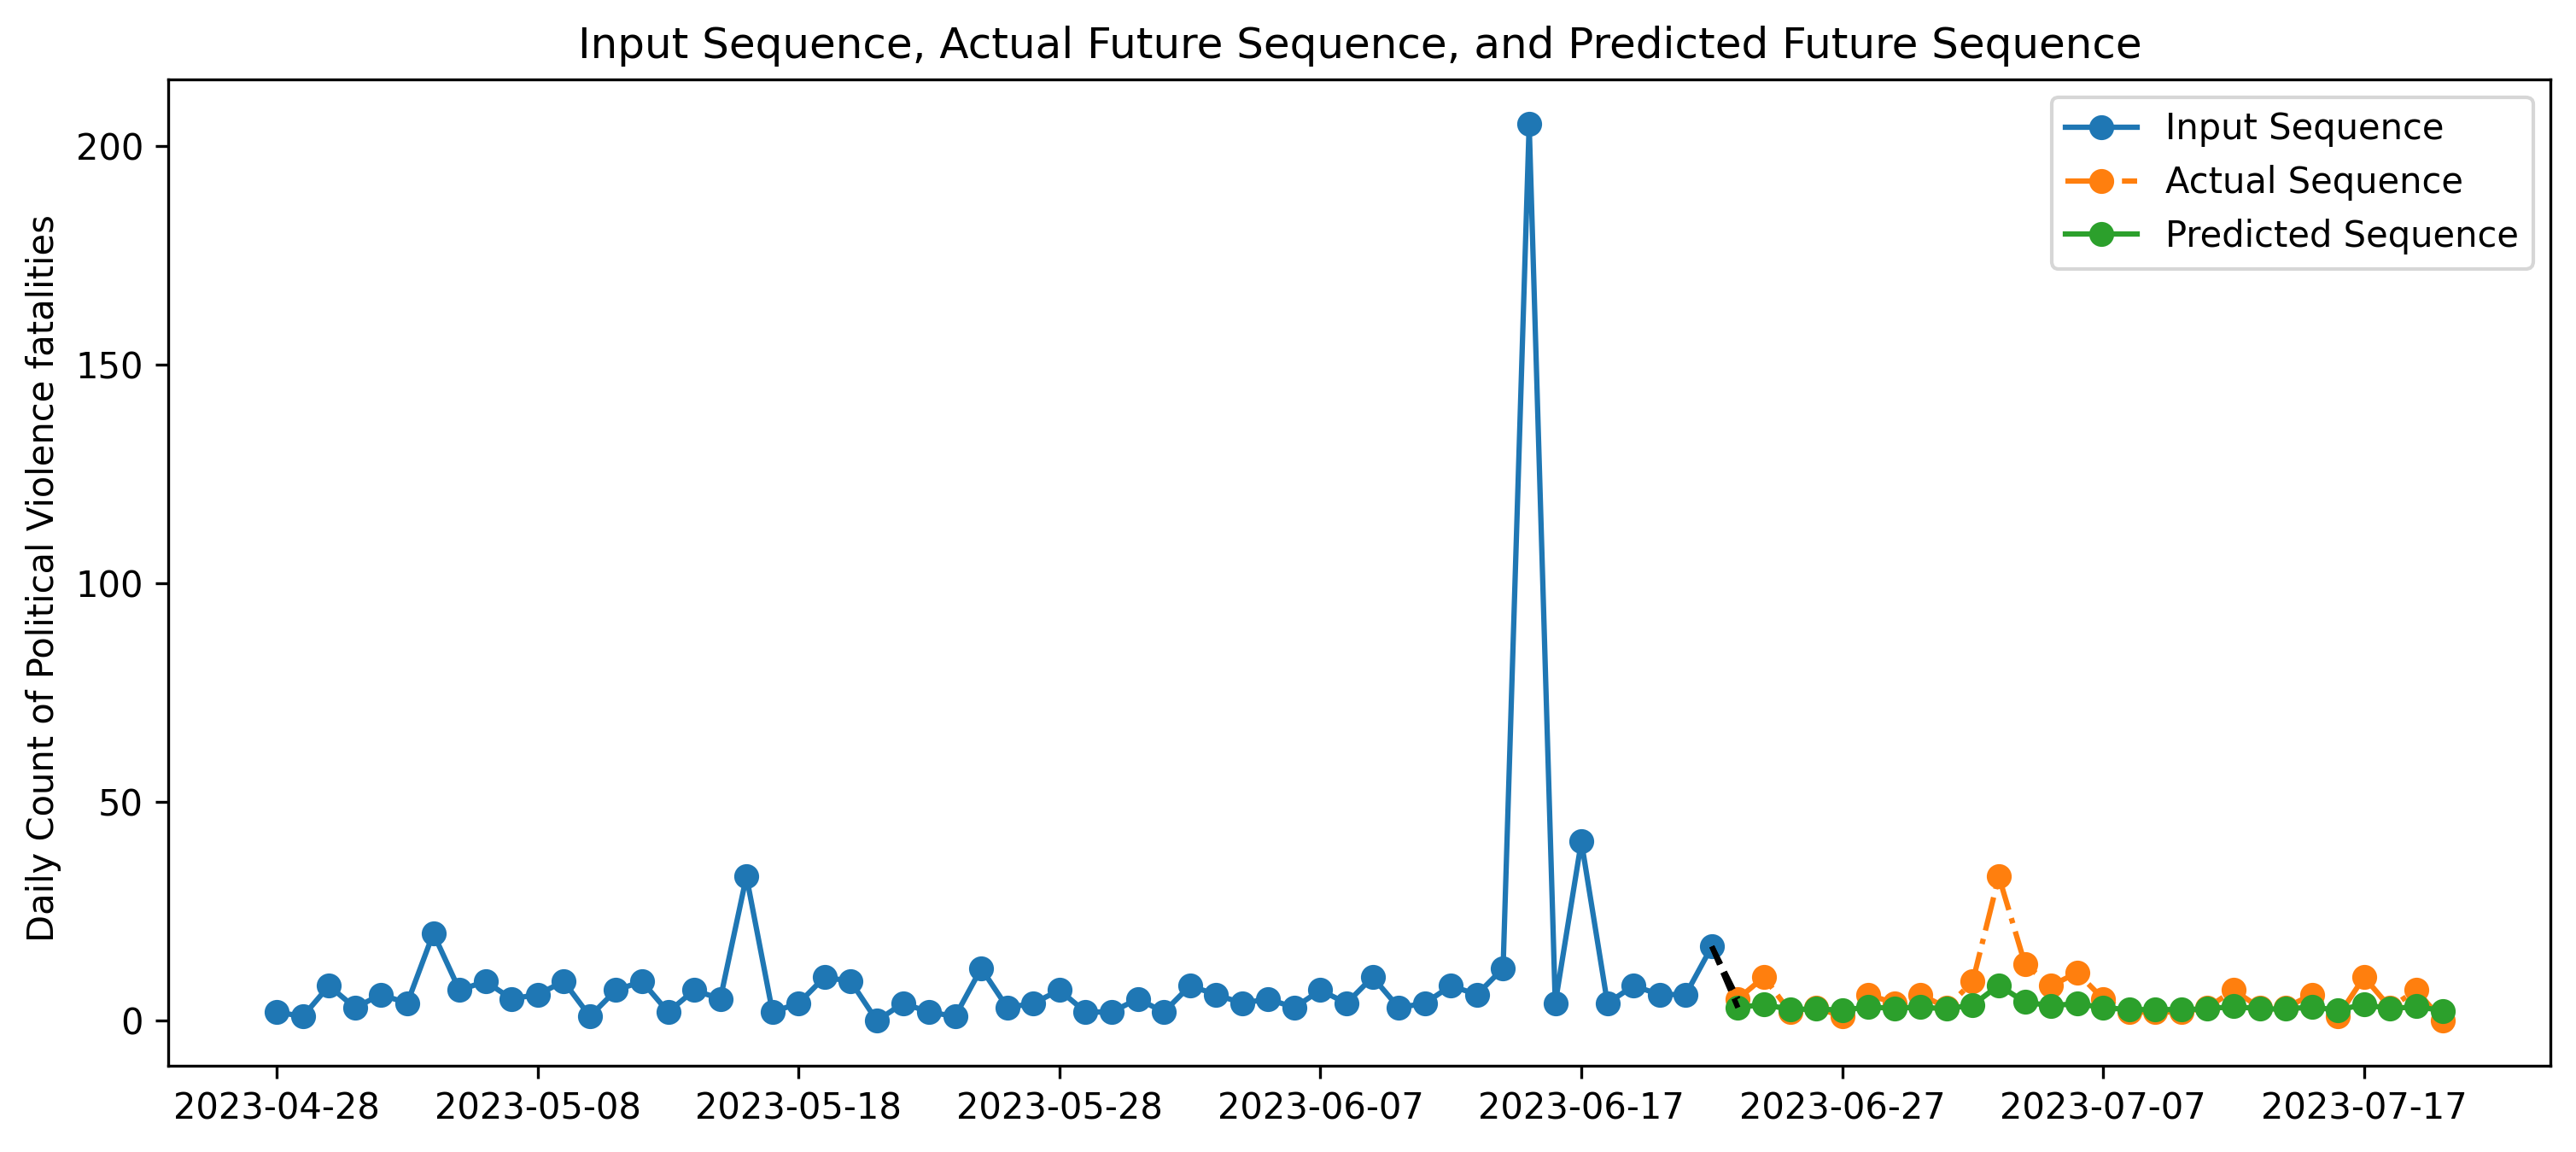 Input Sequence, Actual Future Sequence, and Predicted Future Sequence
Daily Count of Political Violence fatalities
200
150
100
50
0
Input Sequence
Actual Sequence
Predicted Sequence
2023-04-28 2023-05-08 2023-05-18 2023-05-28 2023-06-07 2023-06-17 2023-06-27 2023-07-07 2023-07-17